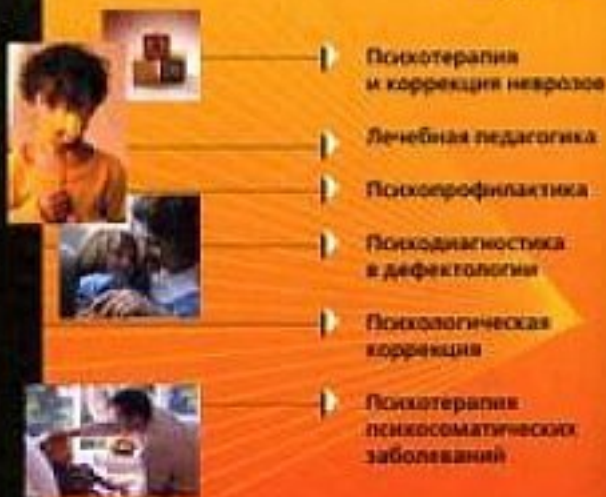 Психотерапия
и коррекция неврозов
Лечебная педагогика
Психопрофилактика
Психодиагностика
в дефектологии
Психологическая
коррекция
Психотерапия
психосоматических
заболеваний